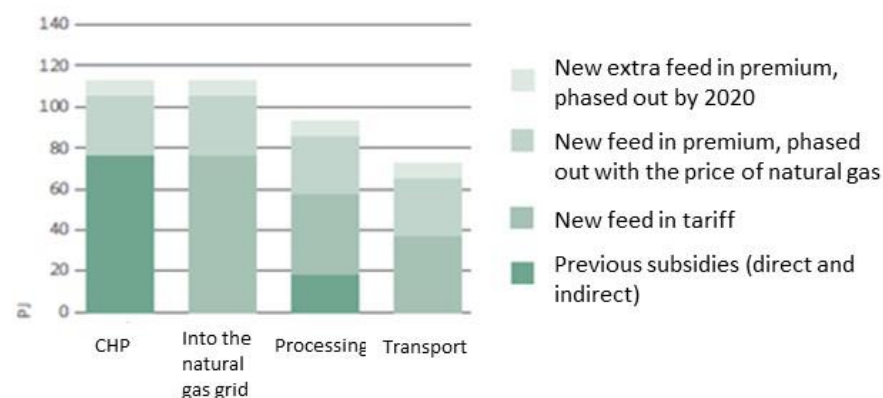 140
120
100
80
60
40
20
0
PJ
CHP
Into the
natural
gas grid
Processing
Transport
New extra feed in premium,
phased out by 2020
New feed in premium, phased
out with the price of natural gas
New feed in tariff
Previous subsidies (direct and
indirect)